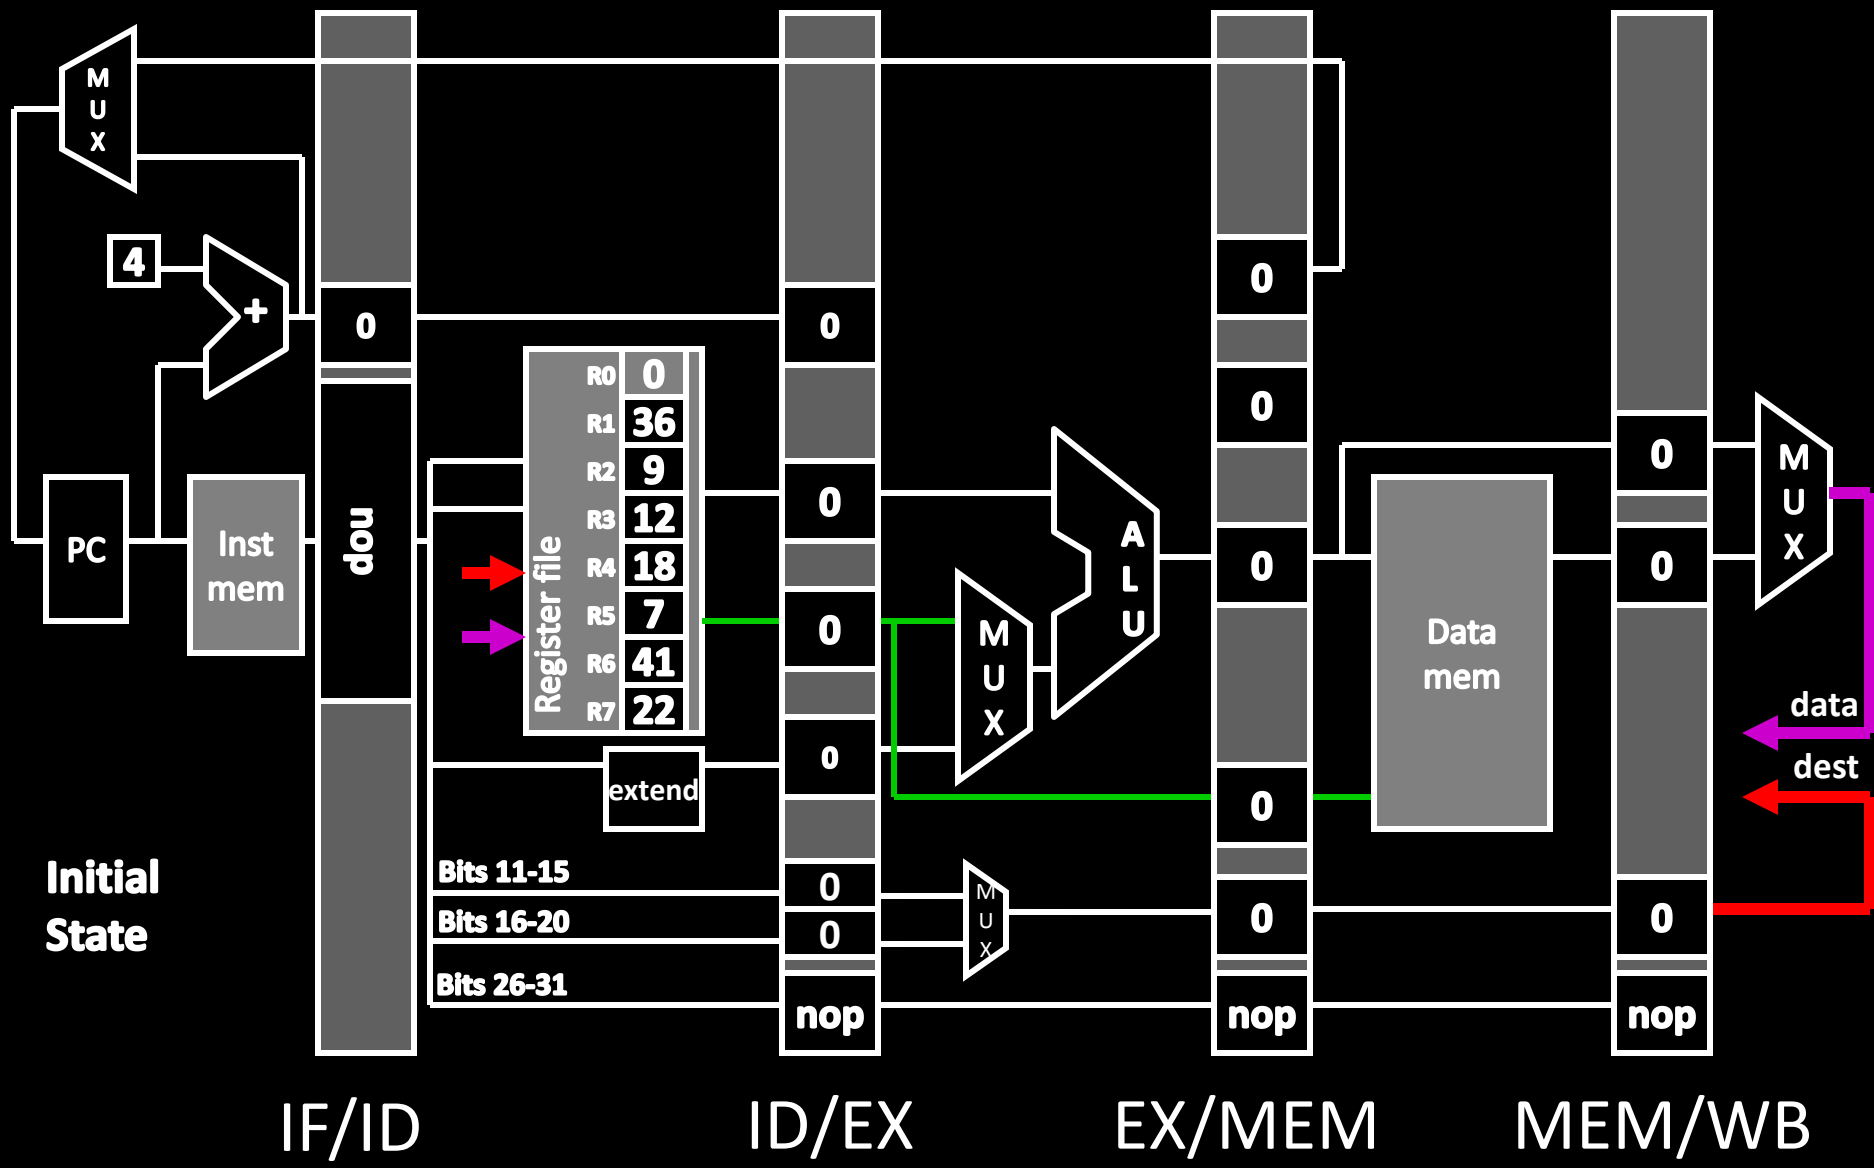 M
U
X
4
+
0
0
0
0
PC
Inst
mem
nop
Register file
R0 0
R1 36
R2 9
R3 12
R4 18
R5 7
R6 41
R7 22
extend
0
0
0
M
U
X
A
L
U
0
0
Data
mem
0
0
M
U
X
data
dest
Initial
State
Bits 11-15
Bits 16-20
Bits 26-31
0
0
M
U
X
0
0
nop
nop
nop
IF/ID
ID/EX
EX/MEM
MEM/WB